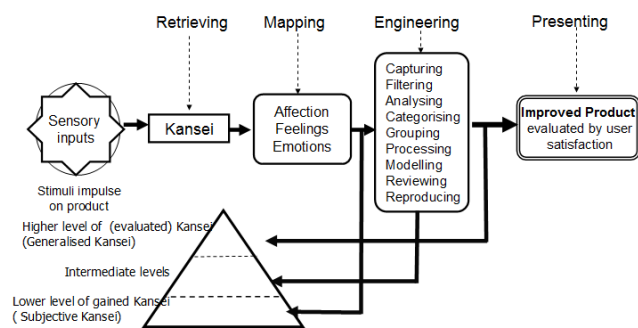 Retrieving
Mapping
Engineering
Presenting
Sensory
inputs
Kansei
Affection
Feelings
Emotions
Capturing
Filtering
Analysing
Categorising
Grouping
Processing
Modelling
Reviewing
Reproducing
Improved Product
evaluated by user
satisfaction
Stimuli impulse
on product
Higher level of (evaluated) Kansei
(Generalised Kansei)
Intermediate levels
Lower level of gained Kansei
( Subjective Kansei)